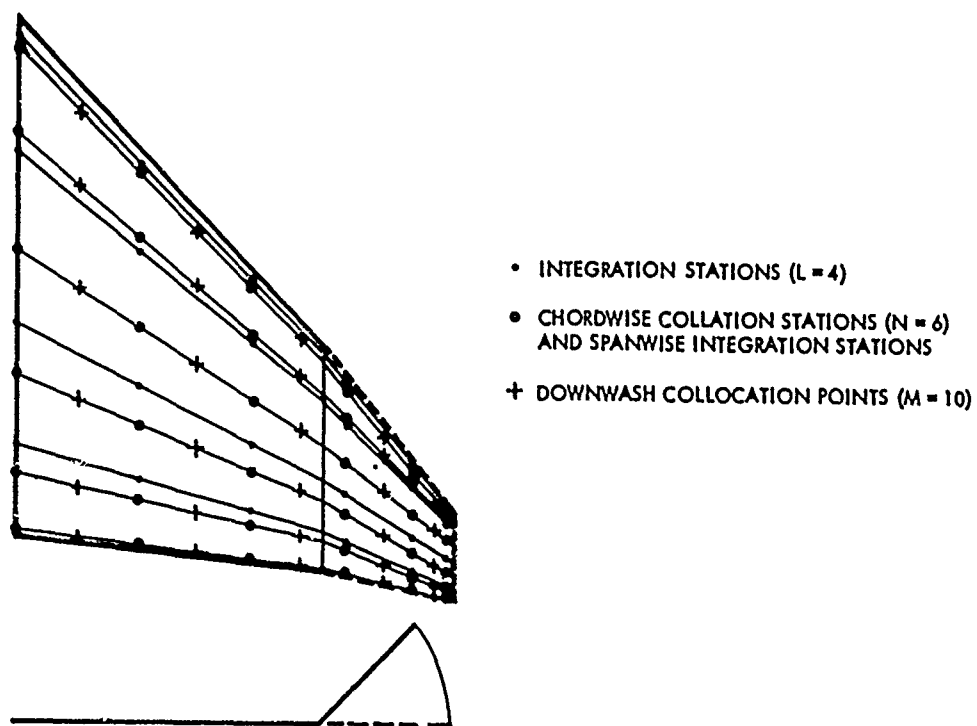 • INTEGRATION STATIONS (L = 4)
• CHORDWISE COLLATION STATIONS (N = 6)
AND SPANWISE INTEGRATION STATIONS
+ DOWNWASH COLLOCATION POINTS (M = 10)